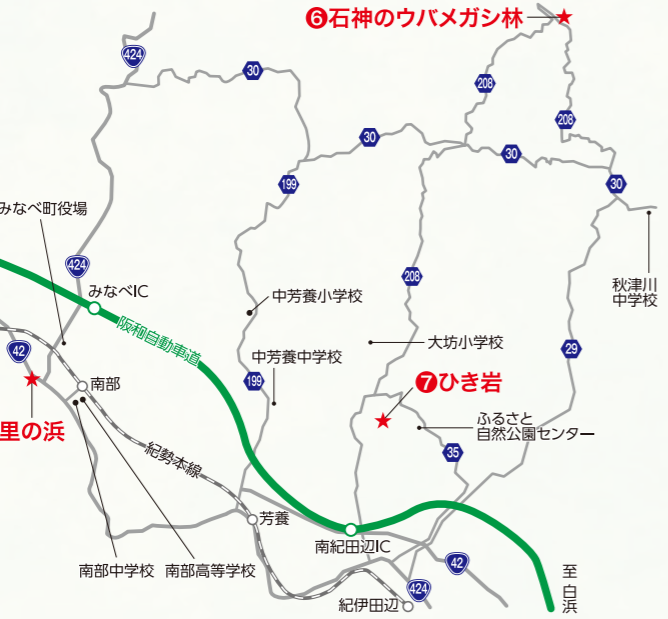 ❻石神のウバメガシ林
424
30
208
208
30
30
199
30
みなべ町役場
424
みなべIC
秋津川
中学校
208
中芳養小学校
阪和自動車道
大坊小学校
29
42
中芳養中学校
199
❼ひき岩
南部
ふるさと
自然公園センター
里の浜
35
紀勢本線
芳養
南紀田辺IC
42
南部中学校
南部高等学校
至
白浜
424
紀伊田辺